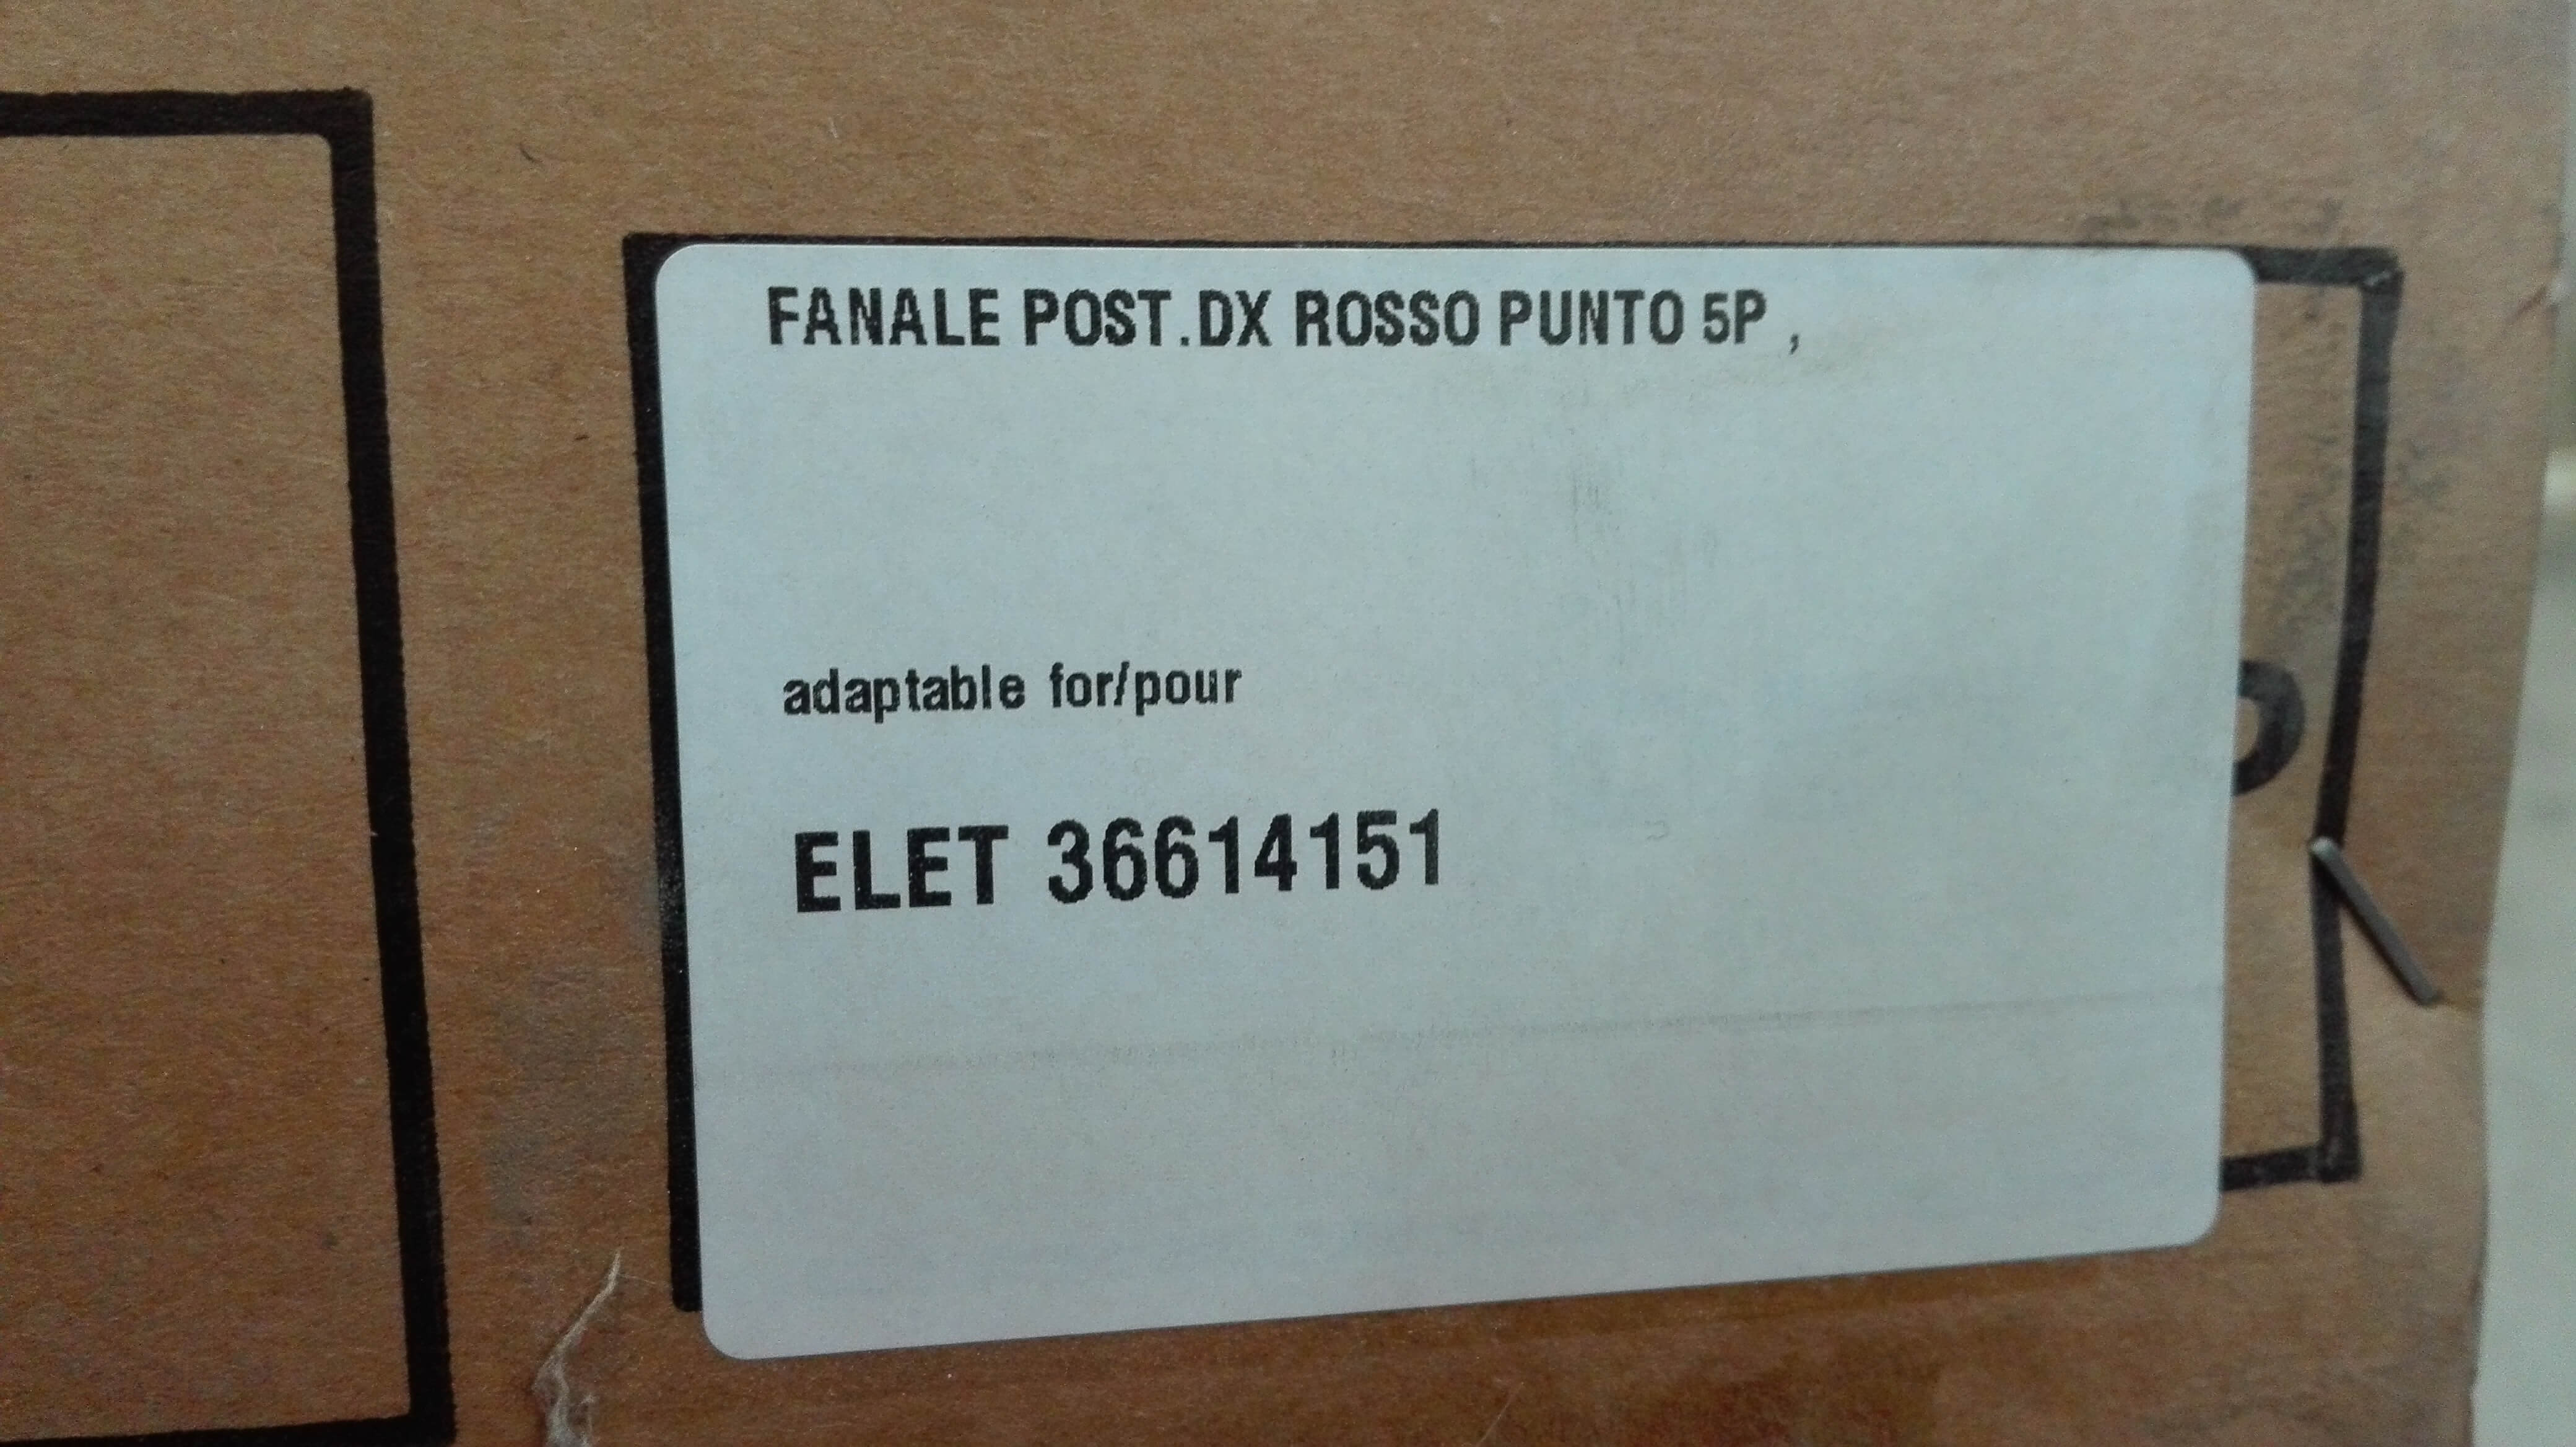 FANALE POST.DX ROSSO PUNTO 5P ,
adaptable for/pour
ELET 36614151